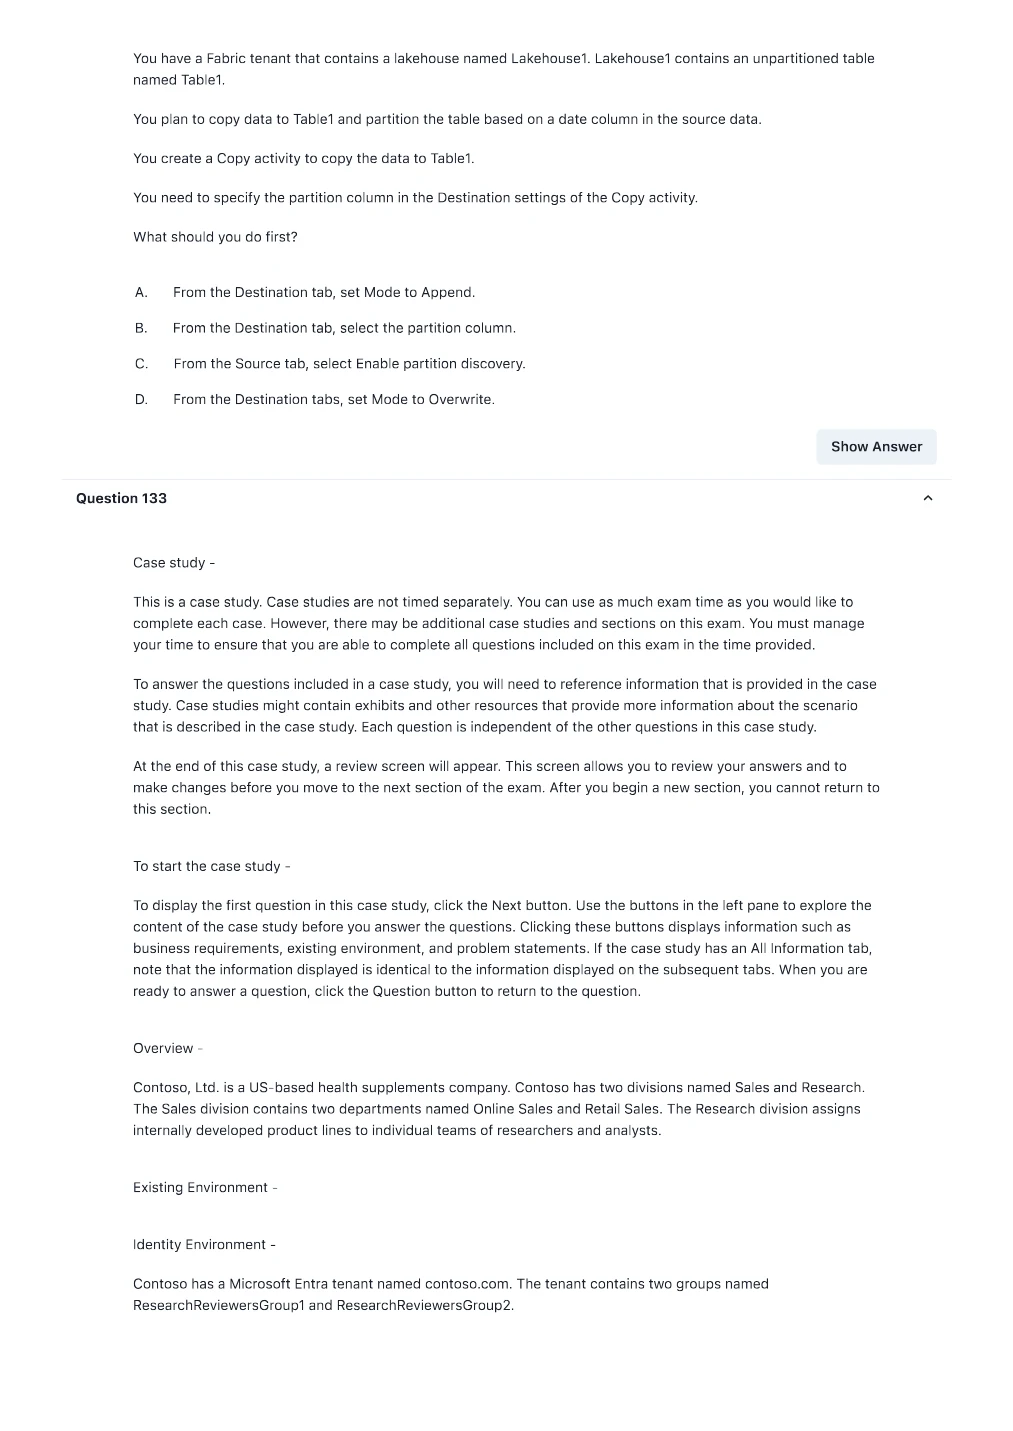 You have a Fabric tenant that contains a lakehouse named Lakehouse1. Lakehouse1 contains an unpartitioned table
named Table1.
You plan to copy data to Table1 and partition the table based on a date column in the source data.
You create a Copy activity to copy the data to Table1.
You need to specify the partition column in the Destination settings of the Copy activity.
What should you do first?
A. From the Destination tab, set Mode to Append.
B. From the Destination tab, select the partition column.
C. From the Source tab, select Enable partition discovery.
D. From the Destination tabs, set Mode to Overwrite.
Show Answer
Question 133
Case study -
This is a case study. Case studies are not timed separately. You can use as much exam time as you would like to
complete each case. However, there may be additional case studies and sections on this exam. You must manage
your time to ensure that you are able to complete all questions included on this exam in the time provided.
To answer the questions included in a case study, you will need to reference information that is provided in the case
study. Case studies might contain exhibits and other resources that provide more information about the scenario
that is described in the case study. Each question is independent of the other questions in this case study.
At the end of this case study, a review screen will appear. This screen allows you to review your answers and to
make changes before you move to the next section of the exam. After you begin a new section, you cannot return to
this section.
To start the case study -
To display the first question in this case study, click the Next button. Use the buttons in the left pane to explore the
content of the case study before you answer the questions. Clicking these buttons displays information such as
business requirements, existing environment, and problem statements. If the case study has an All Information tab,
note that the information displayed is identical to the information displayed on the subsequent tabs. When you are
ready to answer a question, click the Question button to return to the question.
Overview -
Contoso, Ltd. is a US-based health supplements company. Contoso has two divisions named Sales and Research.
The Sales division contains two departments named Online Sales and Retail Sales. The Research division assigns
internally developed product lines to individual teams of researchers and analysts.
Existing Environment -
Identity Environment -
Contoso has a Microsoft Entra tenant named contoso.com. The tenant contains two groups named
ResearchReviewersGroup1 and ResearchReviewersGroup2.